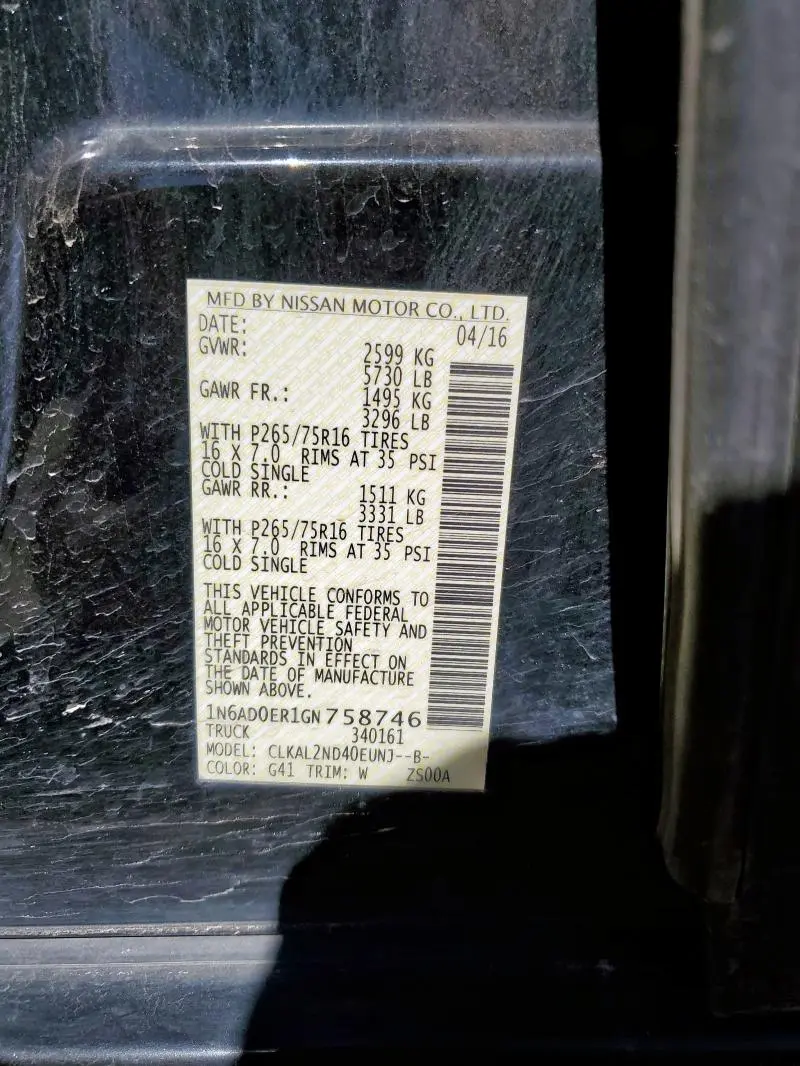 MFD BY NISSAN MOTOR CO., LTD.
DATE: 04/16
GVWR: 2599 KG
5730 LB
GAWR FR.: 1495 KG
3296 LB
WITH P265/75R16 TIRES
16 X 7.0 RIMS AT 35 PSI
COLD SINGLE
GAWR RR.: 1511 KG
3331 LB
WITH P265/75R16 TIRES
16 X 7.0 RIMS AT 35 PSI
COLD SINGLE
THIS VEHICLE CONFORMS TO
ALL APPLICABLE FEDERAL
MOTOR VEHICLE SAFETY AND
THEFT PREVENTION
STANDARDS IN EFFECT ON
THE DATE OF MANUFACTURE
SHOWN ABOVE.
1N6AD0ER1GN758746
TRUCK 340161
MODEL: CLKAL2ND40EUNJ--B-
COLOR: G41 TRIM: W ZS00A